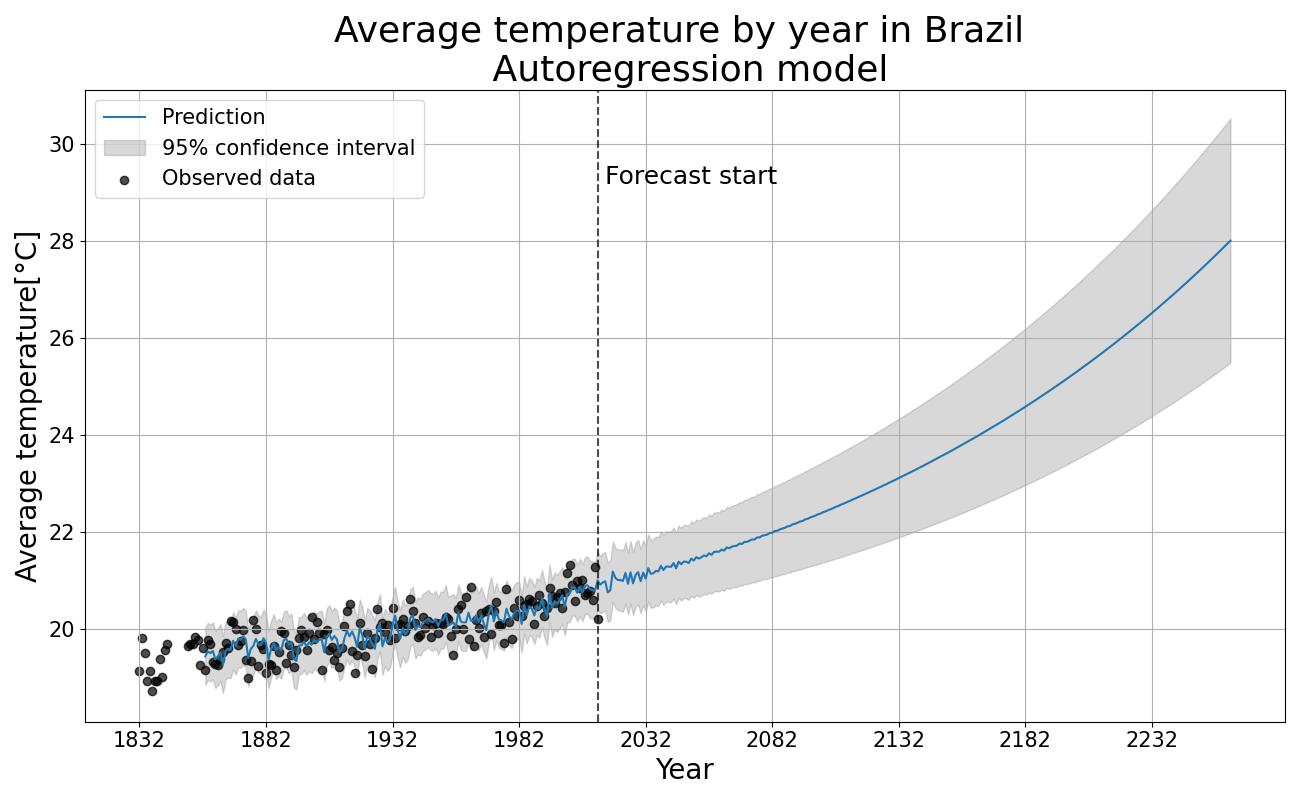 Average temperature by year in Brazil
Autoregression model
Prediction
95% confidence interval
Observed data
Forecast start
Average temperature[°C]
30
28
26
24
22
20
1832 1882 1932 1982 2032 2082 2132 2182 2232
Year